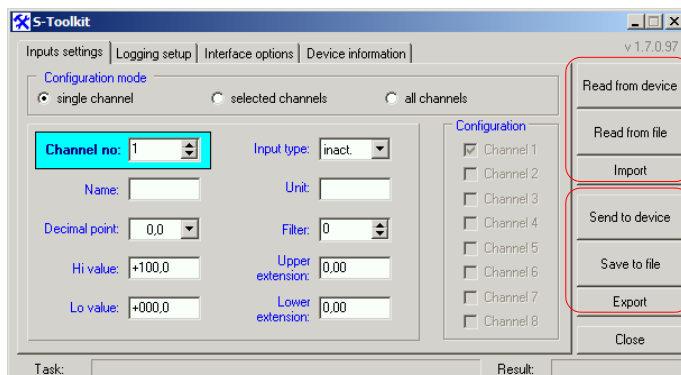 S-Toolkit
Inputs settings Logging setup Interface options Device information
v 1.7.0.97
Configuration mode
single channel selected channels all channels
Channel no: 1
Input type: inact.
Name:
Unit:
Decimal point: 0,0
Filter: 0
Hi value: +100,0
Upper extension: 0,00
Lo value: +000,0
Lower extension: 0,00
Configuration
Channel 1
Channel 2
Channel 3
Channel 4
Channel 5
Channel 6
Channel 7
Channel 8
Read from device
Read from file
Import
Send to device
Save to file
Export
Close
Task:
Result: